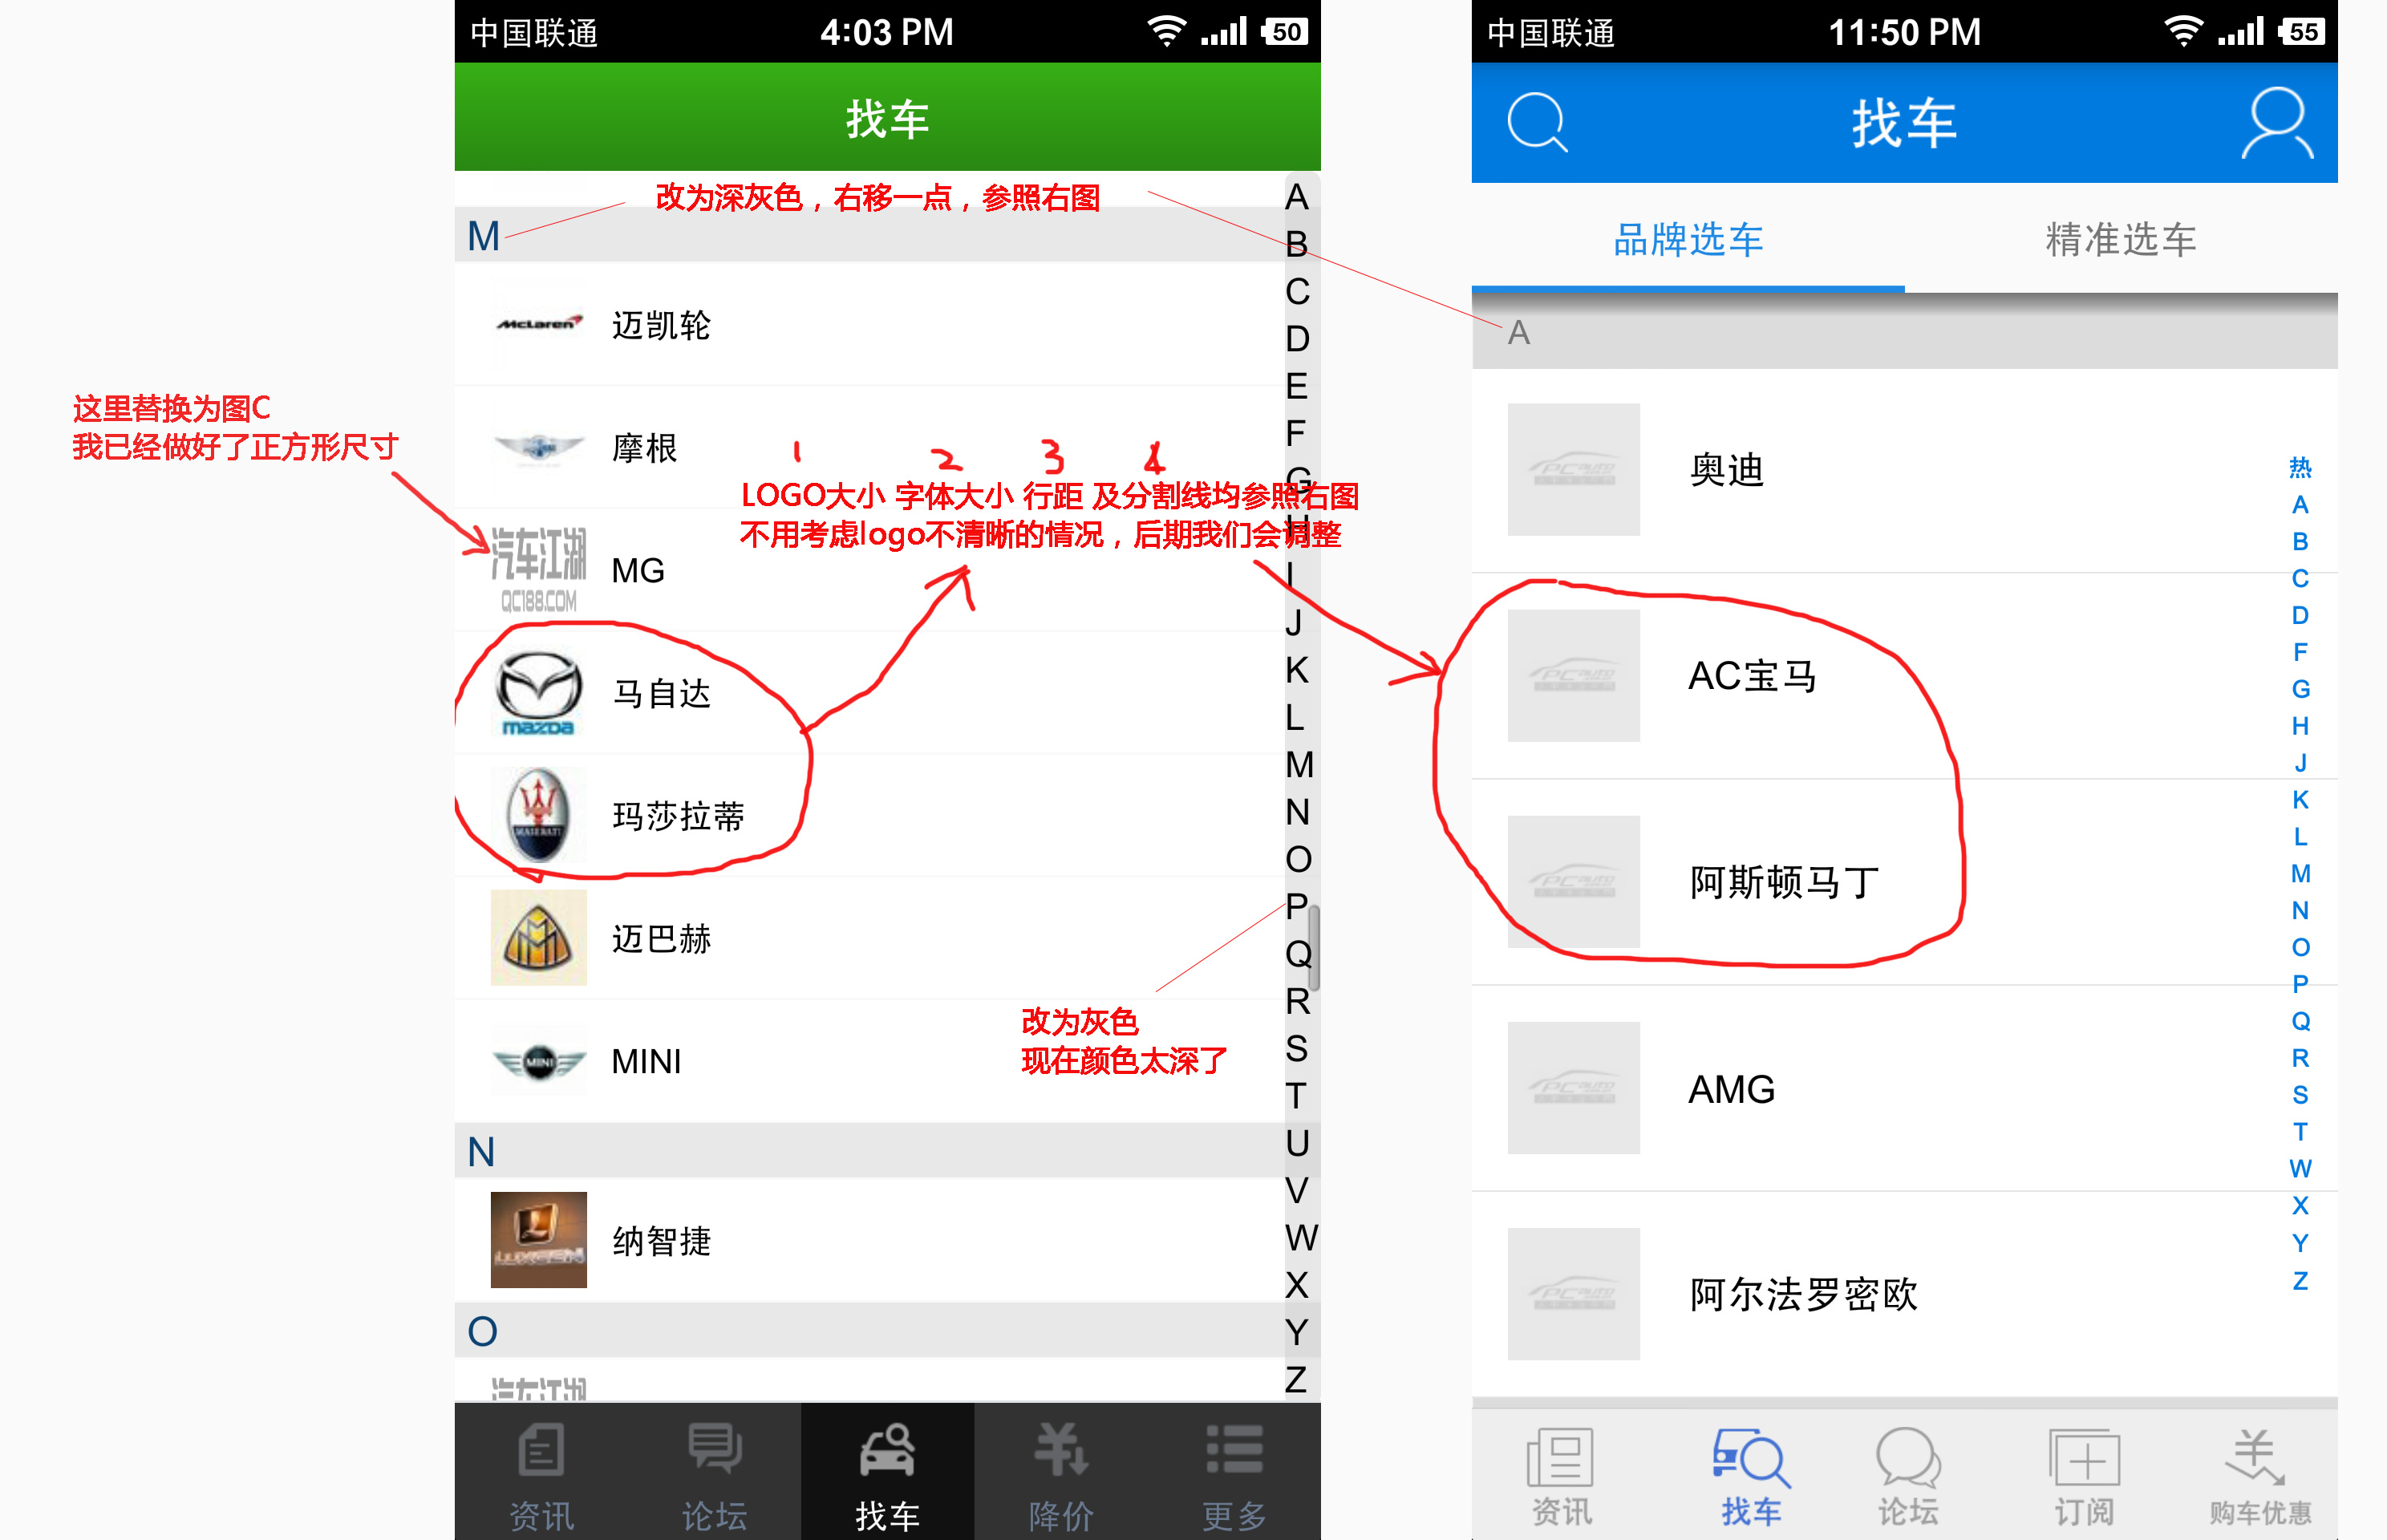 中国联通 4:03 PM 50
找车
改为深灰色，右移一点，参照右图
M
迈凯轮
McLaren
摩根
这里替换为图C
我已经做好了正方形尺寸
1 2 3 4
LOGO大小 字体大小 行距 及分割线均参照右图
不用考虑logo不清晰的情况，后期我们会调整
汽车江湖
QC188.COM
MG
mazda
马自达
MASERATI
玛莎拉蒂
迈巴赫
改为灰色
现在颜色太深了
MINI
MINI
N
LUXGEN
纳智捷
O
汽车江湖
A
B
C
D
E
F
G
H
I
J
K
L
M
N
O
P
Q
R
S
T
U
V
W
X
Y
Z
资讯 论坛 找车 降价 更多
中国联通 11:50 PM 55
找车
品牌选车 精准选车
A
PCauto
奥迪
PCauto
AC宝马
PCauto
阿斯顿马丁
PCauto
AMG
PCauto
阿尔法罗密欧
热
A
B
C
D
F
G
H
J
K
L
M
N
O
P
Q
R
S
T
W
X
Y
Z
资讯 找车 论坛 订阅 购车优惠